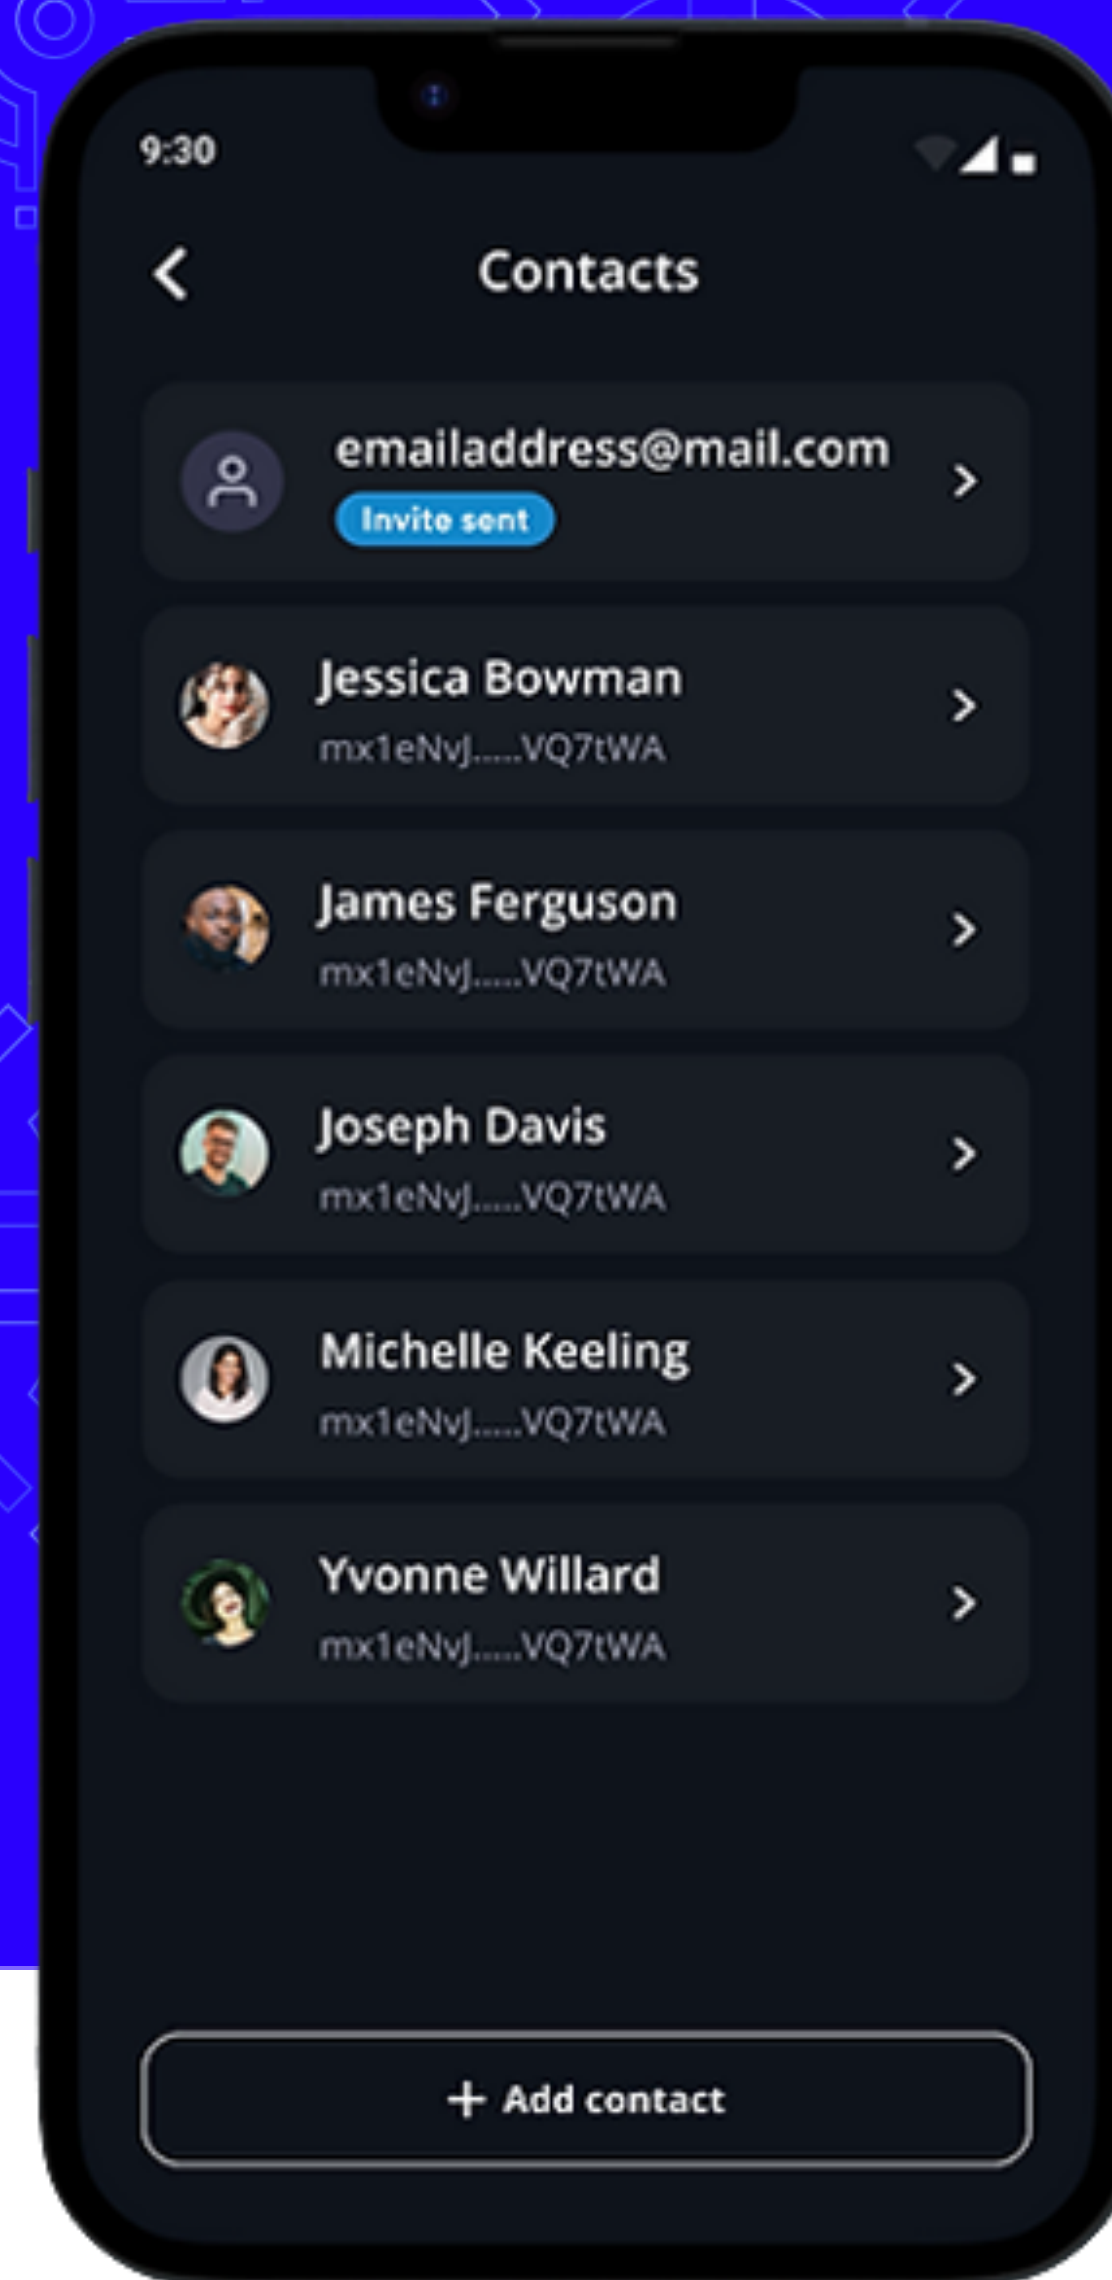 9:30
Contacts
emailaddress@mail.com
Invite sent
Jessica Bowman
mx1eNvJ.....VQ7tWA
James Ferguson
mx1eNvJ.....VQ7tWA
Joseph Davis
mx1eNvJ.....VQ7tWA
Michelle Keeling
mx1eNvJ.....VQ7tWA
Yvonne Willard
mx1eNvJ.....VQ7tWA
+ Add contact